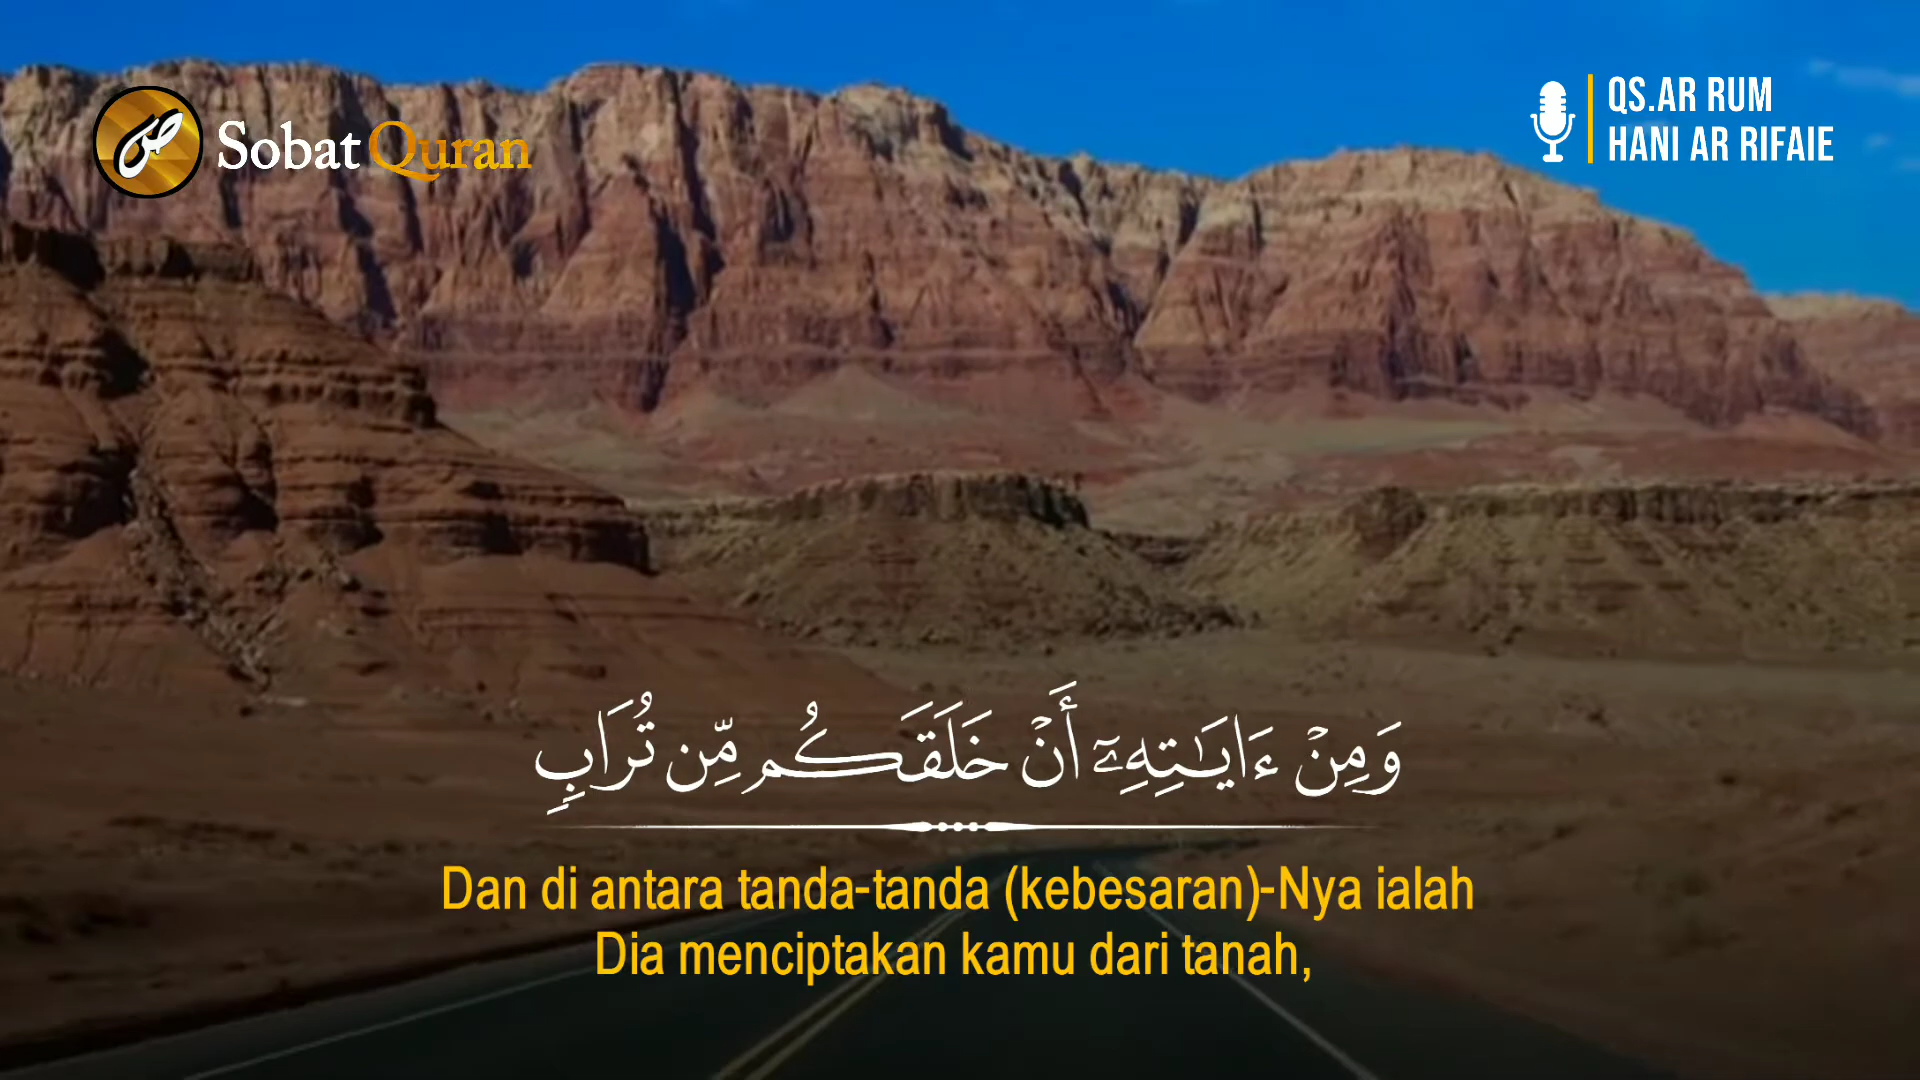 Sobat Quran
QS.AR RUM
HANI AR RIFAIE
وَمِنْ ءَايَـٰتِهِۦٓ أَنْ خَلَقَكُم مِّن تُرَابٍ
Dan di antara tanda-tanda (kebesaran)-Nya ialah
Dia menciptakan kamu dari tanah,